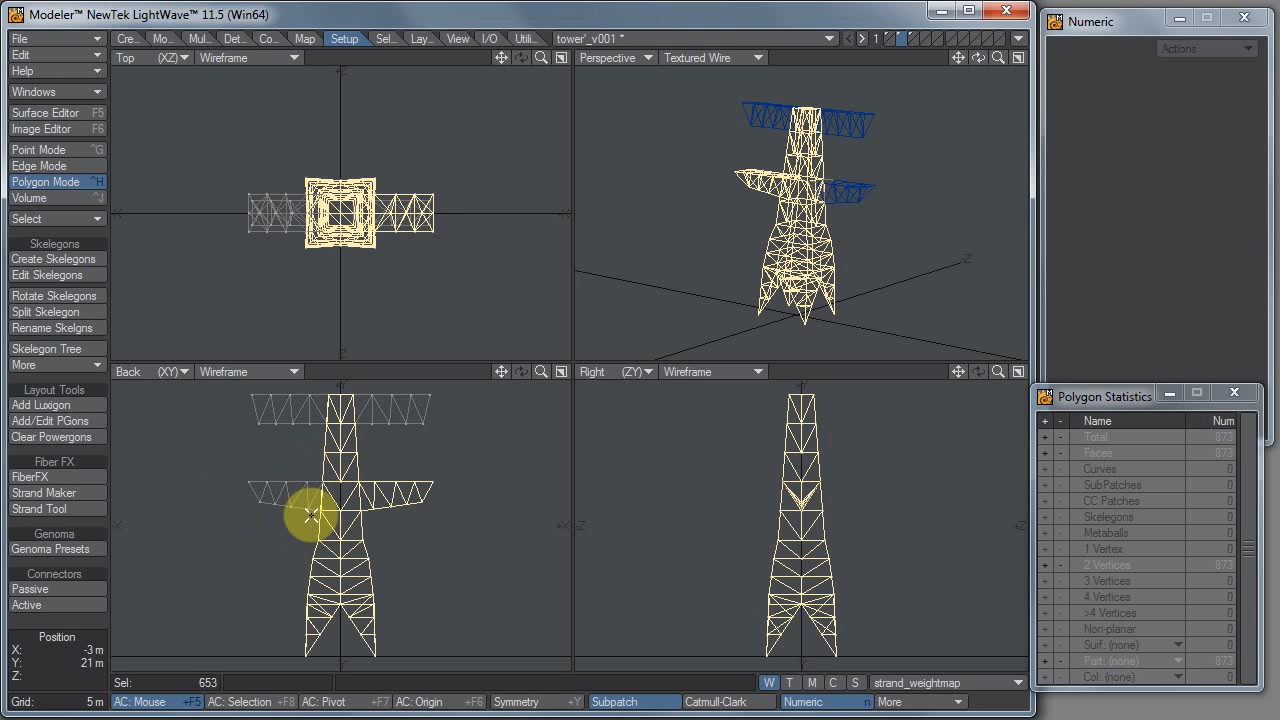 Modeler™ NewTek LightWave™ 11.5 (Win64)
File
Edit
Help
Windows
Surface Editor F5
Image Editor F6
Point Mode ^G
Edge Mode
Polygon Mode ^H
Volume ^J
Select
Skelegons
Create Skelegons
Edit Skelegons
Rotate Skelegons
Split Skelegon
Rename Skelgns
Skelegon Tree
More
Layout Tools
Add Luxigon
Add/Edit PGons
Clear Powergons
Fiber FX
FiberFX
Strand Maker
Strand Tool
Genoma
Genoma Presets
Connectors
Passive
Active
Position
X: -3 m
Y: 21 m
Z:
Grid: 5 m
Cre... Mo... Mul... Det... Co... Map Setup Sel... Lay... View I/O Utili... tower'_v001 * 1
Top (XZ) Wireframe
Perspective Textured Wire
Back (XY) Wireframe
Right (ZY) Wireframe
Sel: 653
W T M C S strand_weightmap
AC: Mouse +F5 AC: Selection +F8 AC: Pivot +F7 AC: Origin +F6 Symmetry +Y Subpatch Catmull-Clark Numeric n More
Numeric
Actions
Polygon Statistics
+ - Name Num
+ - Total 873
+ - Faces 873
+ - Curves 0
+ - SubPatches 0
+ - CC Patches 0
+ - Skelegons 0
+ - Metaballs 0
+ - 1 Vertex 0
+ - 2 Vertices 873
+ - 3 Vertices 0
+ - 4 Vertices 0
+ - >4 Vertices 0
+ - Non-planar 0
+ - Surf: (none) 0
+ - Part: (none) 873
+ - Col: (none) 0